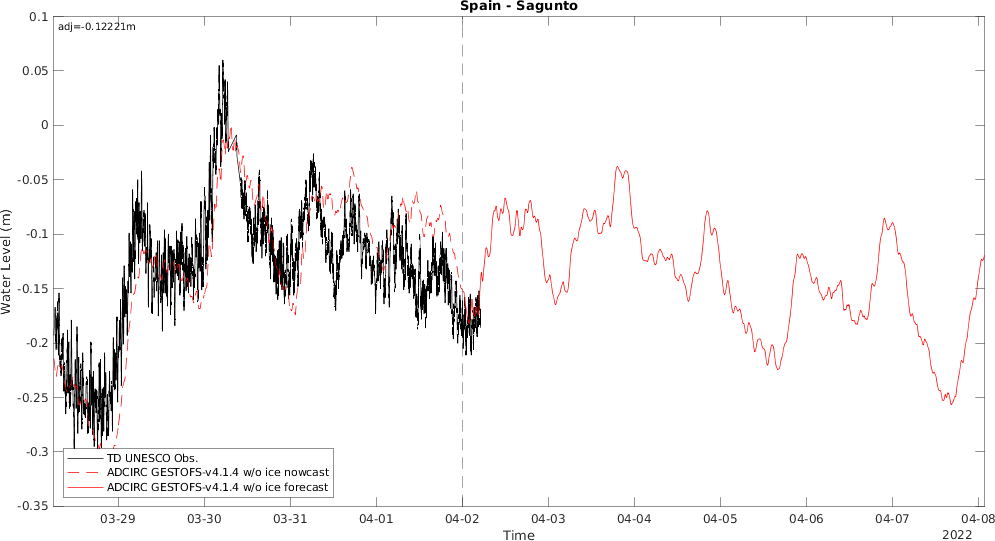 Spain - Sagunto
adj=-0.12221m
0.1
0.05
0
-0.05
-0.1
-0.15
-0.2
-0.25
-0.3
-0.35
Water Level (m)
TD UNESCO Obs.
ADCIRC GESTOFS-v4.1.4 w/o ice nowcast
ADCIRC GESTOFS-v4.1.4 w/o ice forecast
03-29 03-30 03-31 04-01 04-02 04-03 04-04 04-05 04-06 04-07 04-08
Time
2022